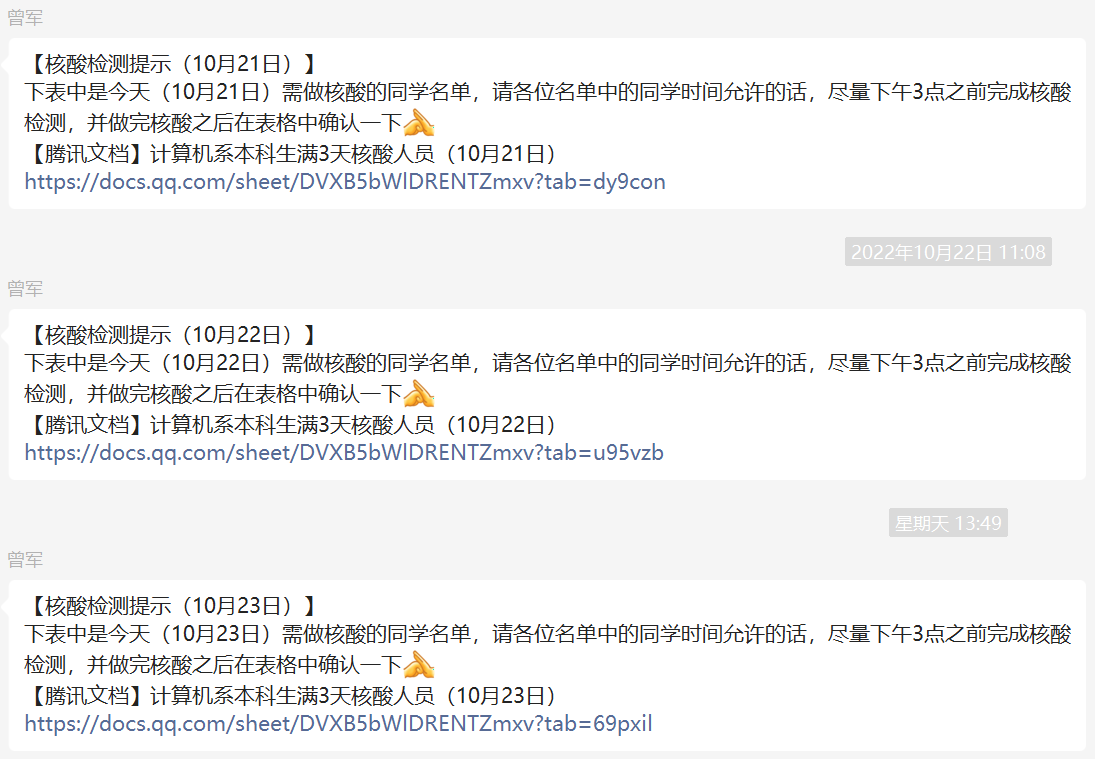 曾军
【核酸检测提示（10月21日）】
下表中是今天（10月21日）需做核酸的同学名单，请各位名单中的同学时间允许的话，尽量下午3点之前完成核酸
检测，并做完核酸之后在表格中确认一下
【腾讯文档】计算机系本科生满3天核酸人员（10月21日）
https://docs.qq.com/sheet/DVXB5bWlDRENTZmxv?tab=dy9con
2022年10月22日 11:08
曾军
【核酸检测提示（10月22日）】
下表中是今天（10月22日）需做核酸的同学名单，请各位名单中的同学时间允许的话，尽量下午3点之前完成核酸
检测，并做完核酸之后在表格中确认一下
【腾讯文档】计算机系本科生满3天核酸人员（10月22日）
https://docs.qq.com/sheet/DVXB5bWlDRENTZmxv?tab=u95vzb
星期天 13:49
曾军
【核酸检测提示（10月23日）】
下表中是今天（10月23日）需做核酸的同学名单，请各位名单中的同学时间允许的话，尽量下午3点之前完成核酸
检测，并做完核酸之后在表格中确认一下
【腾讯文档】计算机系本科生满3天核酸人员（10月23日）
https://docs.qq.com/sheet/DVXB5bWlDRENTZmxv?tab=69pxil